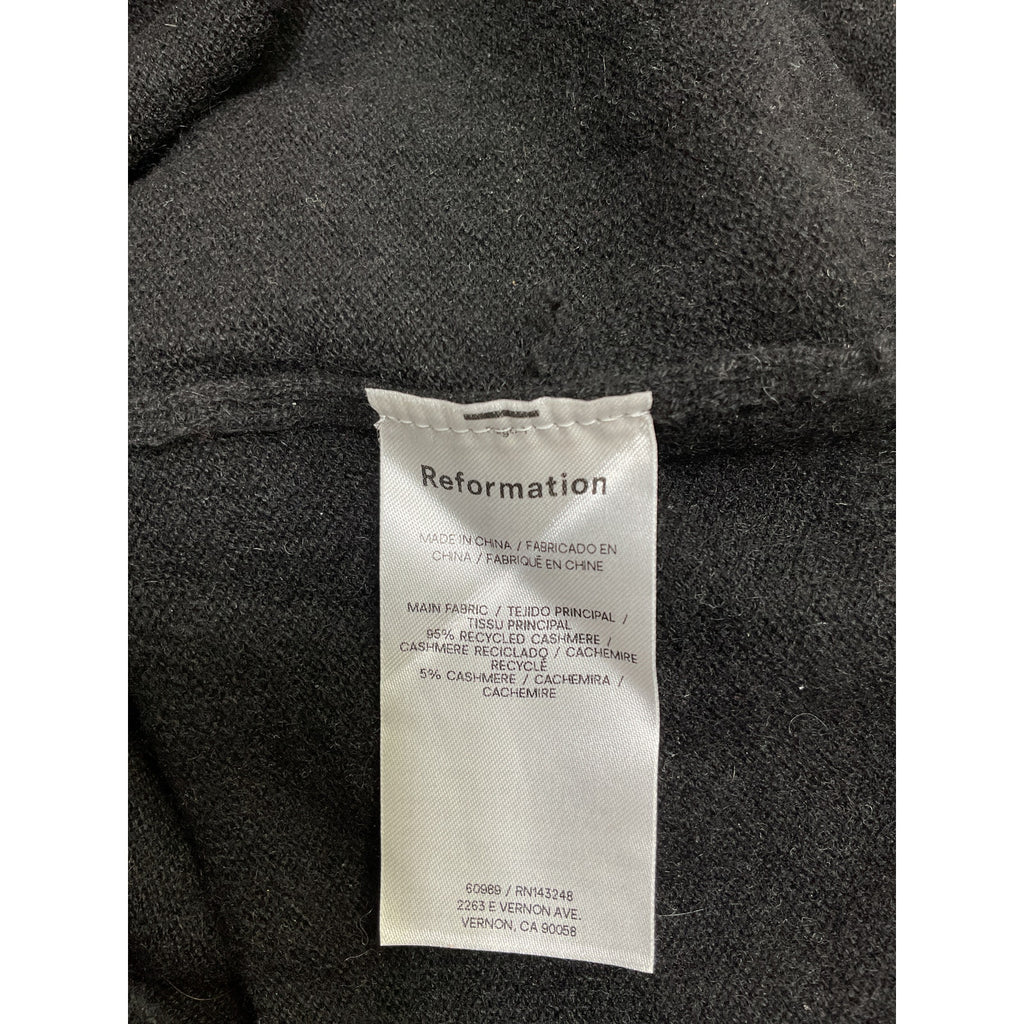 Reformation
MADE IN CHINA / FABRICADO EN
CHINA / FABRIQUÉ EN CHINE
MAIN FABRIC / TEJIDO PRINCIPAL /
TISSU PRINCIPAL
95% RECYCLED CASHMERE /
CASHMERE RECICLADO / CACHEMIRE
RECYCLÉ
5% CASHMERE / CACHEMIRA /
CACHEMIRE
60989 / RN143248
2263 E VERNON AVE.
VERNON, CA 90058